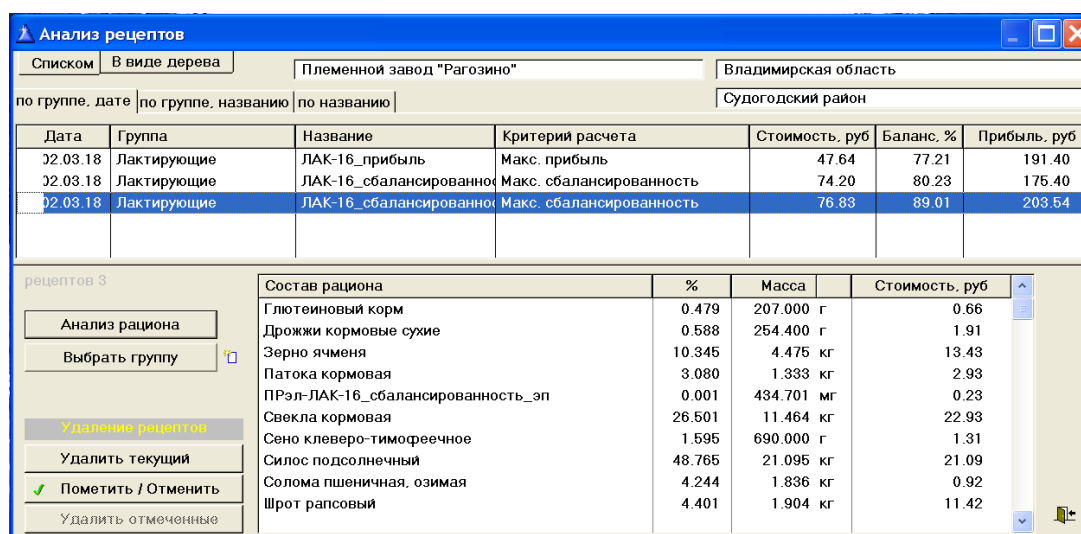 Анализ рецептов
Списком В виде дерева
Племенной завод "Рагозино" Владимирская область
Судогодский район
по группе, дате по группе, названию по названию
Дата Группа Название Критерий расчета Стоимость, руб Баланс, % Прибыль, руб
02.03.18 Лактирующие ЛАК-16_прибыль Макс. прибыль 47.64 77.21 191.40
02.03.18 Лактирующие ЛАК-16_сбалансированно Макс. сбалансированность 74.20 80.23 175.40
02.03.18 Лактирующие ЛАК-16_сбалансированно Макс. сбалансированность 76.83 89.01 203.54
рецептов 3
Анализ рациона
Выбрать группу
Удаление рецептов
Удалить текущий
Пометить / Отменить
Удалить отмеченные
Состав рациона % Масса Стоимость, руб
Глютеиновый корм 0.479 207.000 г 0.66
Дрожжи кормовые сухие 0.588 254.400 г 1.91
Зерно ячменя 10.345 4.475 кг 13.43
Патока кормовая 3.080 1.333 кг 2.93
ПРэл-ЛАК-16_сбалансированность_эп 0.001 434.701 мг 0.23
Свекла кормовая 26.501 11.464 кг 22.93
Сено клеверо-тимофеечное 1.595 690.000 г 1.31
Силос подсолнечный 48.765 21.095 кг 21.09
Солома пшеничная, озимая 4.244 1.836 кг 0.92
Шрот рапсовый 4.401 1.904 кг 11.42